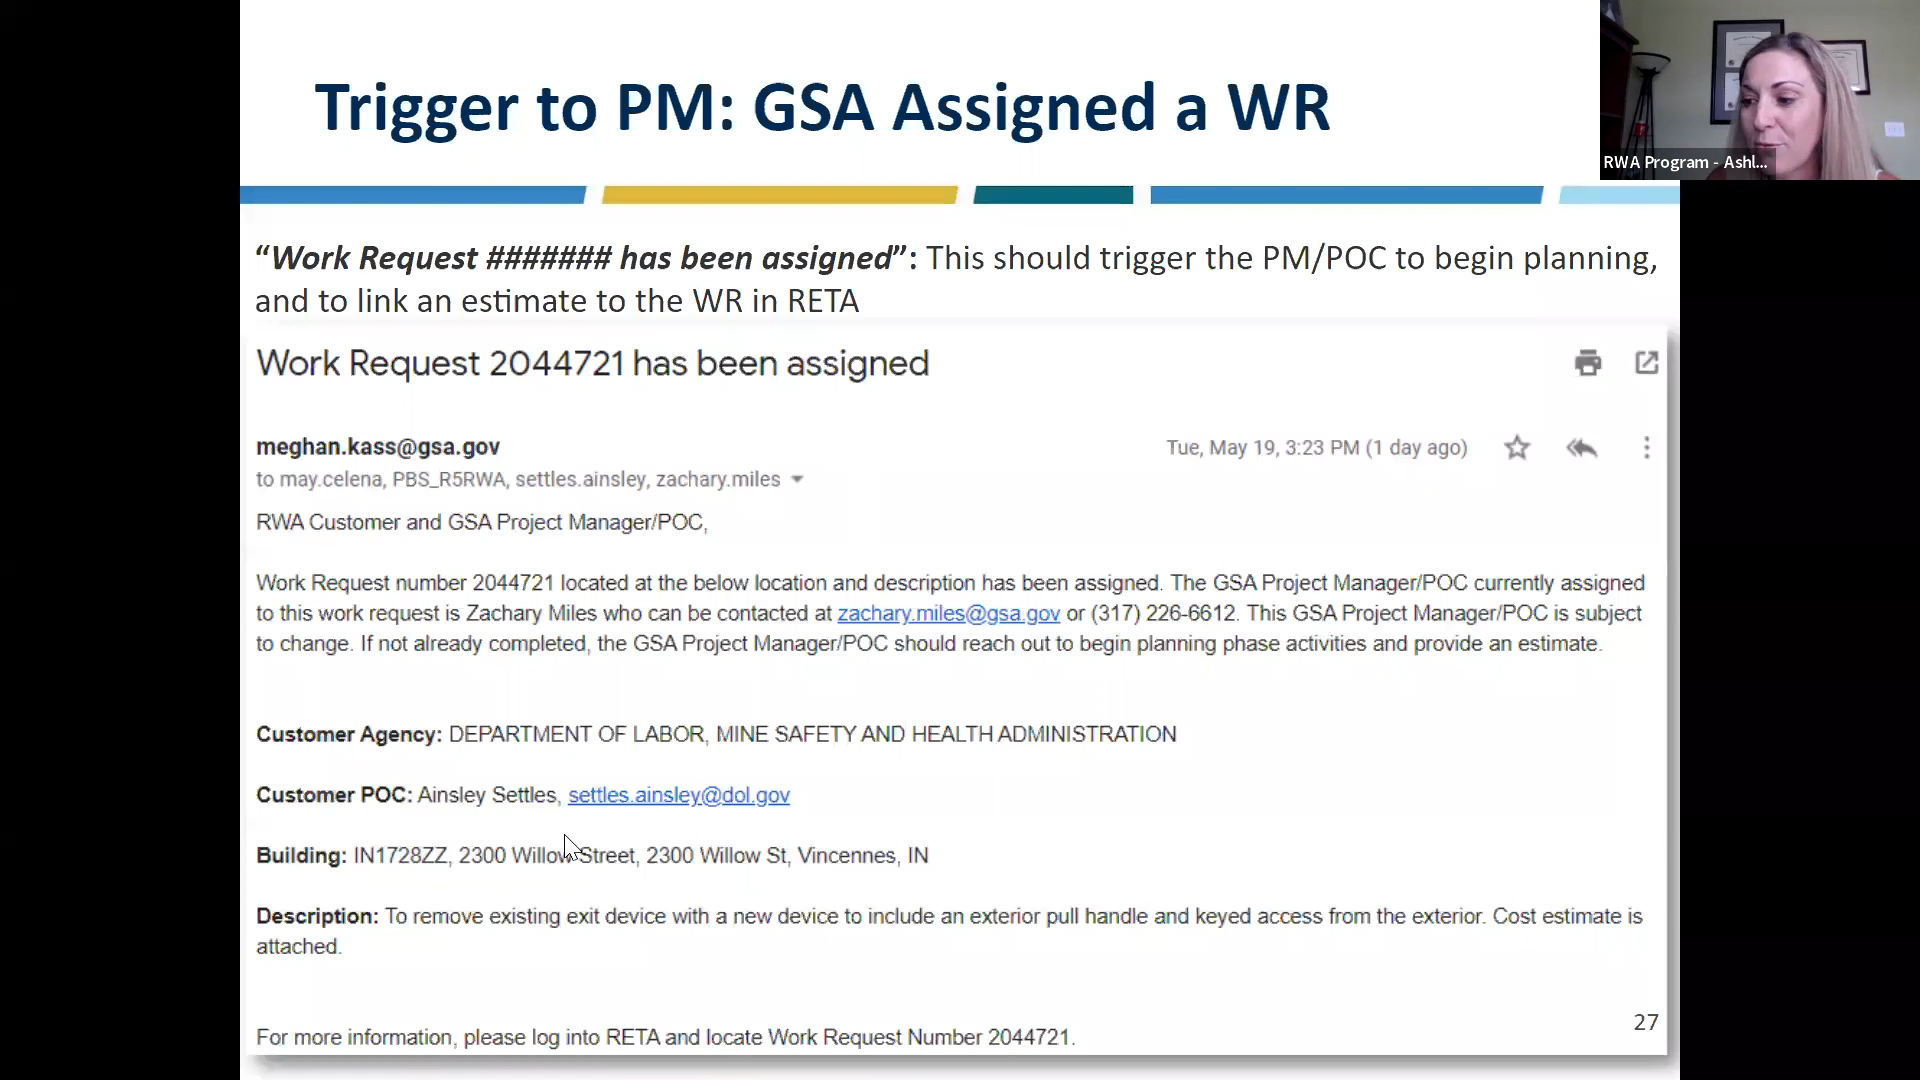 Trigger to PM: GSA Assigned a WR
RWA Program - Ashl...
“Work Request ####### has been assigned”: This should trigger the PM/POC to begin planning,
and to link an estimate to the WR in RETA
Work Request 2044721 has been assigned
meghan.kass@gsa.gov
Tue, May 19, 3:23 PM (1 day ago)
to may.celena, PBS_R5RWA, settles.ainsley, zachary.miles
RWA Customer and GSA Project Manager/POC,
Work Request number 2044721 located at the below location and description has been assigned. The GSA Project Manager/POC currently assigned
to this work request is Zachary Miles who can be contacted at zachary.miles@gsa.gov or (317) 226-6612. This GSA Project Manager/POC is subject
to change. If not already completed, the GSA Project Manager/POC should reach out to begin planning phase activities and provide an estimate.
Customer Agency: DEPARTMENT OF LABOR, MINE SAFETY AND HEALTH ADMINISTRATION
Customer POC: Ainsley Settles, settles.ainsley@dol.gov
Building: IN1728ZZ, 2300 Willow Street, 2300 Willow St, Vincennes, IN
Description: To remove existing exit device with a new device to include an exterior pull handle and keyed access from the exterior. Cost estimate is
attached.
27
For more information, please log into RETA and locate Work Request Number 2044721.